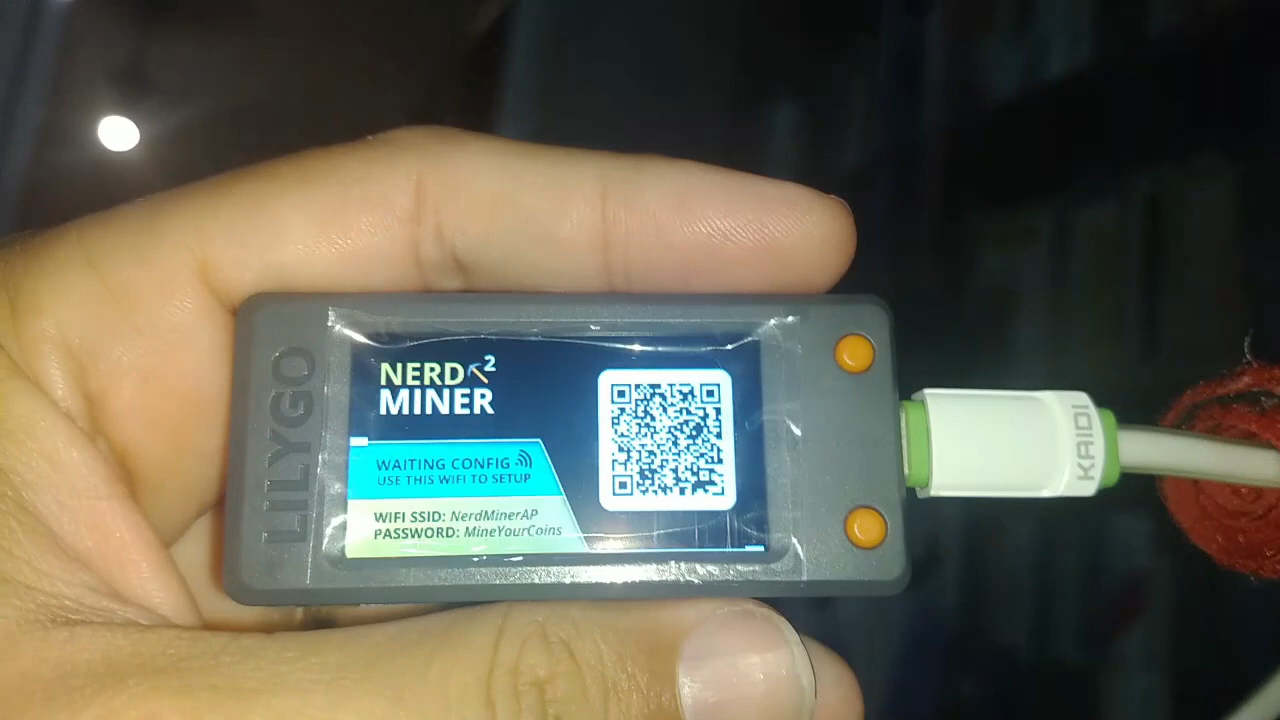 LILYGO
NERD 2
MINER
WAITING CONFIG
USE THIS WIFI TO SETUP
WIFI SSID: NerdMinerAP
PASSWORD: MineYourCoins
KAIDI